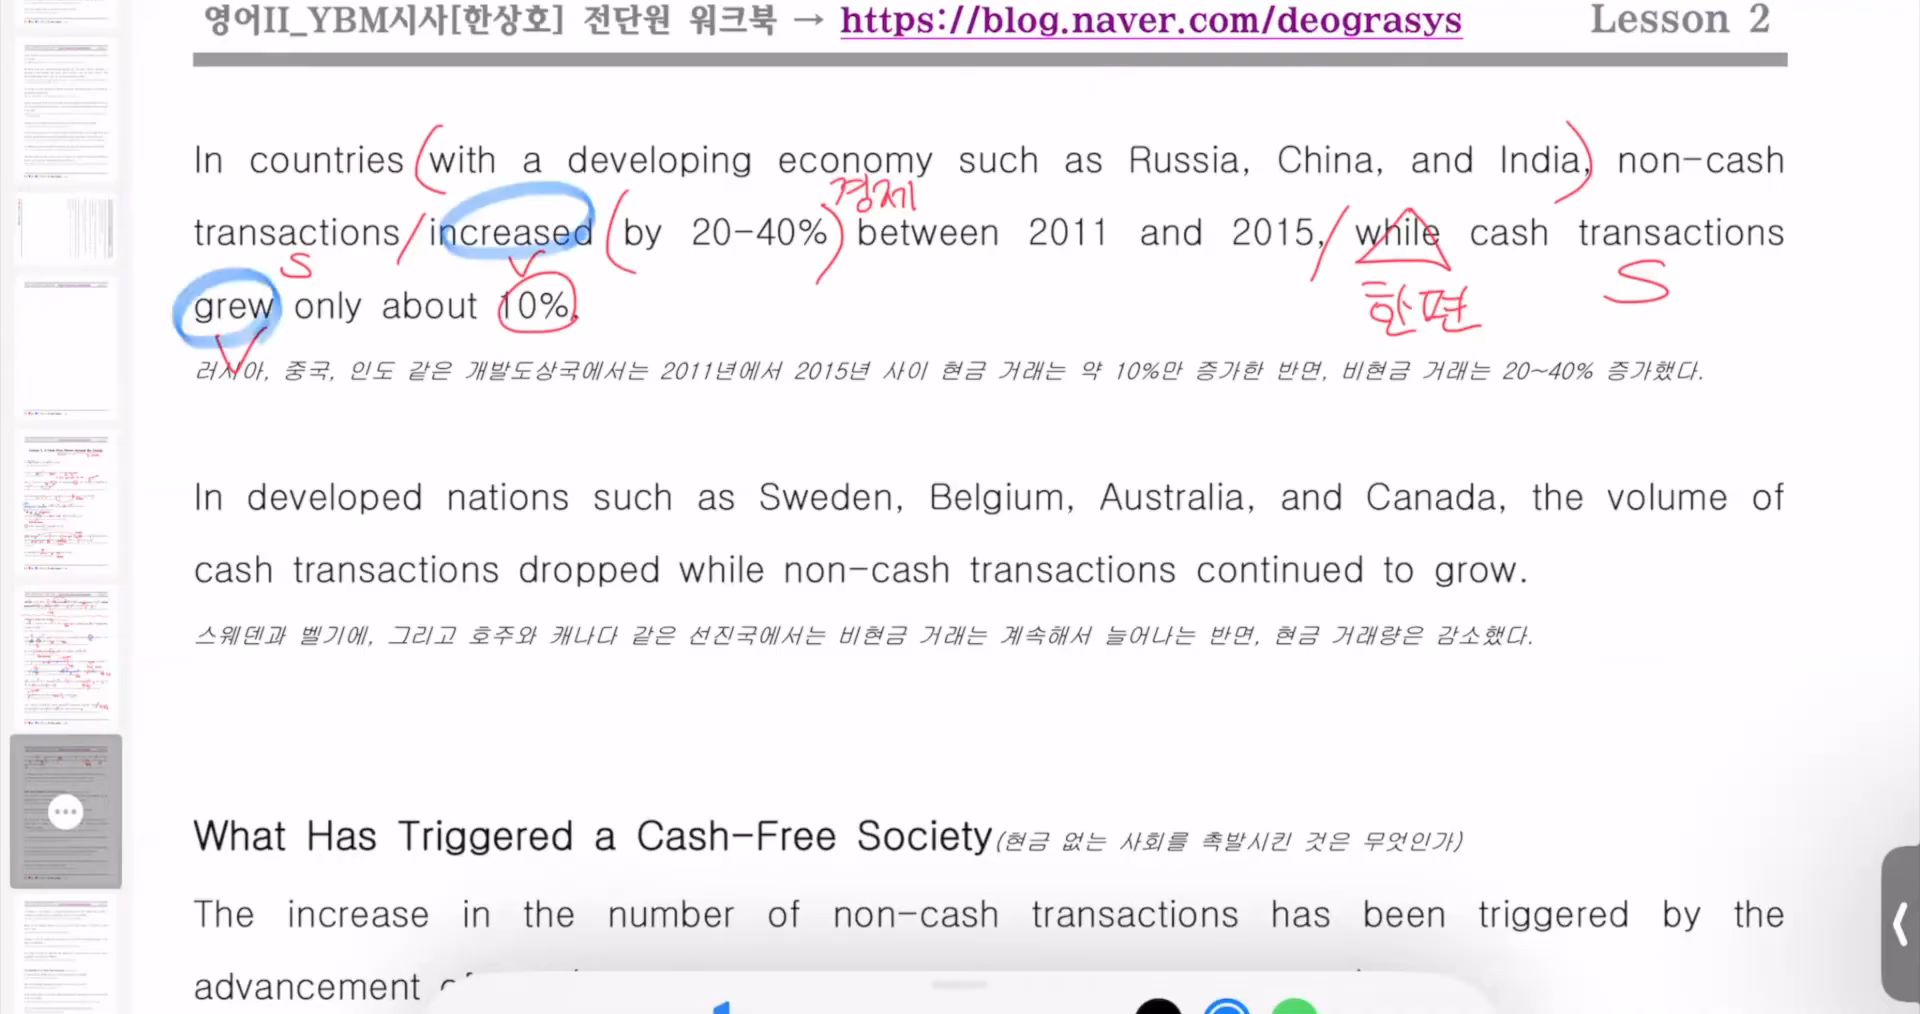 영어II_YBM시사[한상호] 전단원 워크북 → https://blog.naver.com/deograsys Lesson 2
In countries (with a developing economy such as Russia, China, and India,) non-cash
경제
transactions / increased (by 20-40%) between 2011 and 2015, / while cash transactions
S 한편 S
grew only about 10%.
러시아, 중국, 인도 같은 개발도상국에서는 2011년에서 2015년 사이 현금 거래는 약 10%만 증가한 반면, 비현금 거래는 20~40% 증가했다.
In developed nations such as Sweden, Belgium, Australia, and Canada, the volume of
cash transactions dropped while non-cash transactions continued to grow.
스웨덴과 벨기에, 그리고 호주와 캐나다 같은 선진국에서는 비현금 거래는 계속해서 늘어나는 반면, 현금 거래량은 감소했다.
What Has Triggered a Cash-Free Society(현금 없는 사회를 촉발시킨 것은 무엇인가)
The increase in the number of non-cash transactions has been triggered by the
advancement